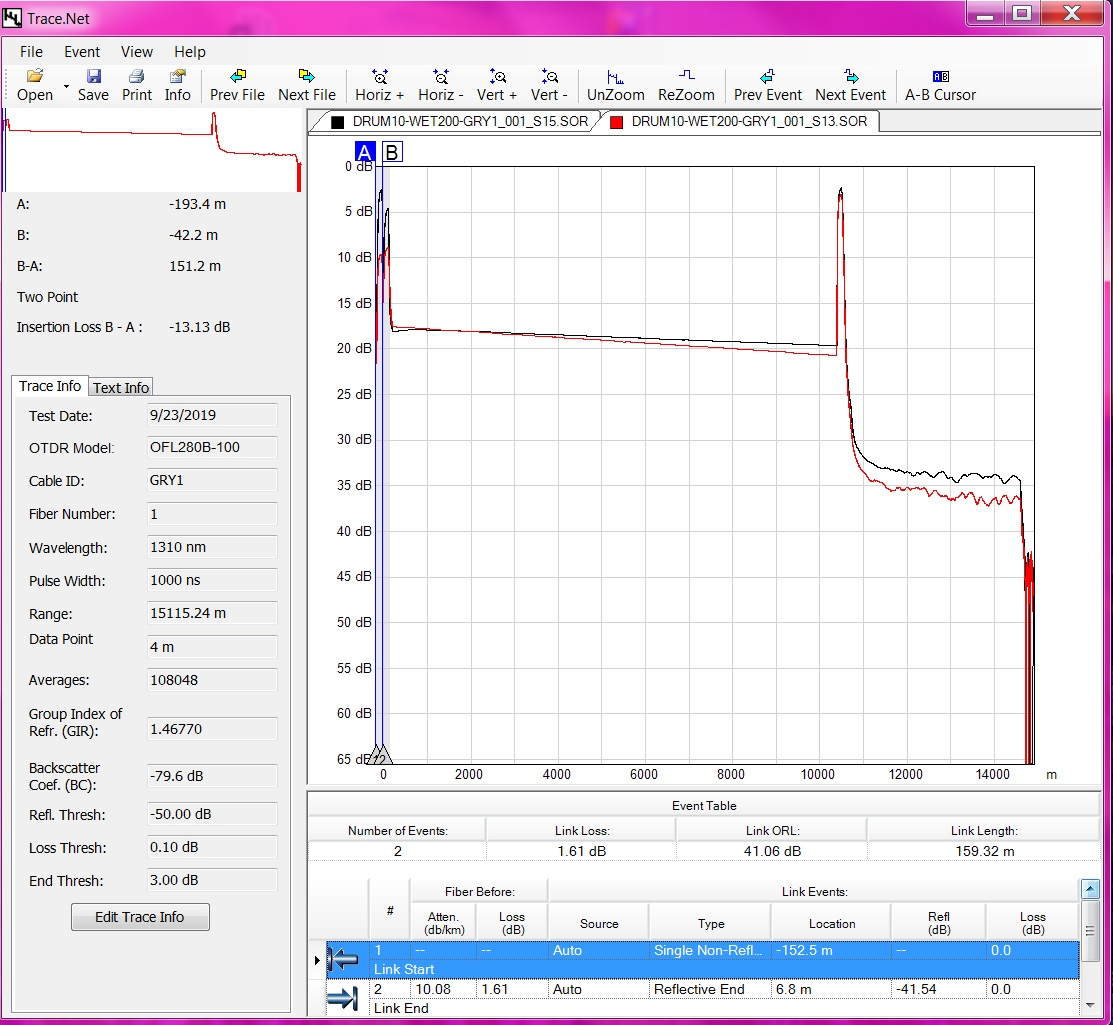 Trace.Net
File Event View Help
Open Save Print Info Prev File Next File Horiz + Horiz - Vert + Vert - UnZoom ReZoom Prev Event Next Event A-B Cursor
DRUM10-WET200-GRY1_001_S15.SOR DRUM10-WET200-GRY1_001_S13.SOR
A B
0 dB
5 dB
10 dB
15 dB
20 dB
25 dB
30 dB
35 dB
40 dB
45 dB
50 dB
55 dB
60 dB
65 dB
0 2000 4000 6000 8000 10000 12000 14000 m
A: -193.4 m
B: -42.2 m
B-A: 151.2 m
Two Point
Insertion Loss B - A : -13.13 dB
Trace Info Text Info
Test Date: 9/23/2019
OTDR Model: OFL280B-100
Cable ID: GRY1
Fiber Number: 1
Wavelength: 1310 nm
Pulse Width: 1000 ns
Range: 15115.24 m
Data Point 4 m
Averages: 108048
Group Index of
Refr. (GIR): 1.46770
Backscatter
Coef. (BC): -79.6 dB
Refl. Thresh: -50.00 dB
Loss Thresh: 0.10 dB
End Thresh: 3.00 dB
Edit Trace Info
Event Table
Number of Events: Link Loss: Link ORL: Link Length:
2 1.61 dB 41.06 dB 159.32 m
Fiber Before: Link Events:
# Atten. (db/km) Loss (dB) Source Type Location Refl (dB) Loss (dB)
1 -- -- Auto Single Non-Refl... -152.5 m -- 0.0
Link Start
2 10.08 1.61 Auto Reflective End 6.8 m -41.54 0.0
Link End